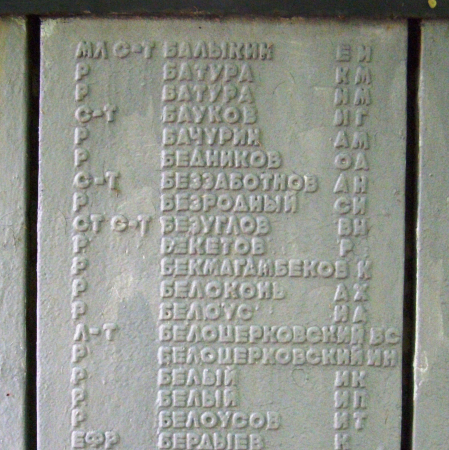 МЛ С-Т БАЛЫКИН Е И
Р БАТУРА К М
Р БАТУРА И М
С-Т БАУКОВ И Г
Р БАЧУРИН А М
Р БЕДНИКОВ Ф А
С-Т БЕЗЗАБОТНОВ А Н
Р БЕЗРОДНЫЙ С И
СТ С-Т БЕЗУГЛОВ В Н
Р БЕКЕТОВ Р
Р БЕКМАГАМБЕКОВ К
Р БЕЛОКОНЬ А Х
Р БЕЛОУС И А
Л-Т БЕЛОЦЕРКОВСКИЙ В С
Р БЕЛОЦЕРКОВСКИЙ И Н
Р БЕЛЫЙ И К
Р БЕЛЫЙ И П
Р БЕЛОУСОВ И Т
ЕФР БЕРДЫЕВ К